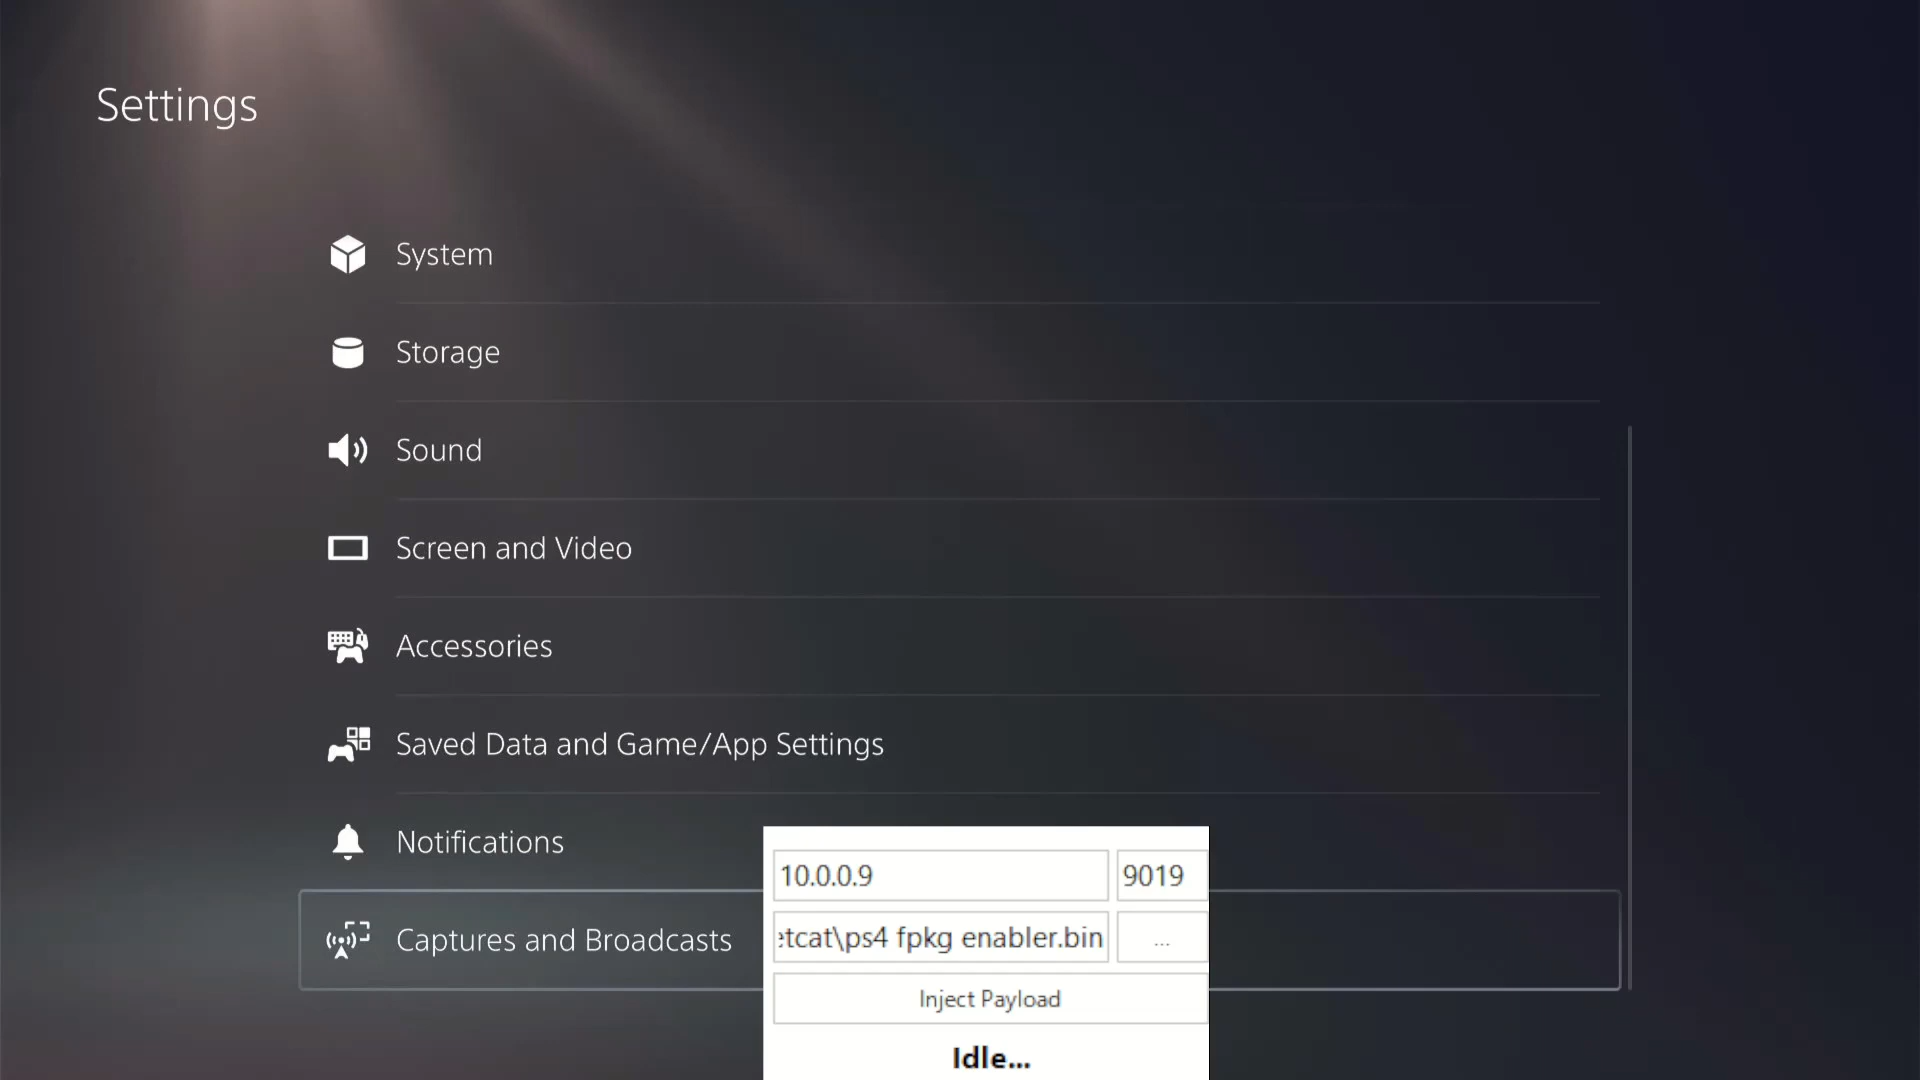 Settings
System
Storage
Sound
Screen and Video
Accessories
Saved Data and Game/App Settings
Notifications
Captures and Broadcasts
10.0.0.9 9019
etcat\ps4 fpkg enabler.bin ...
Inject Payload
Idle...